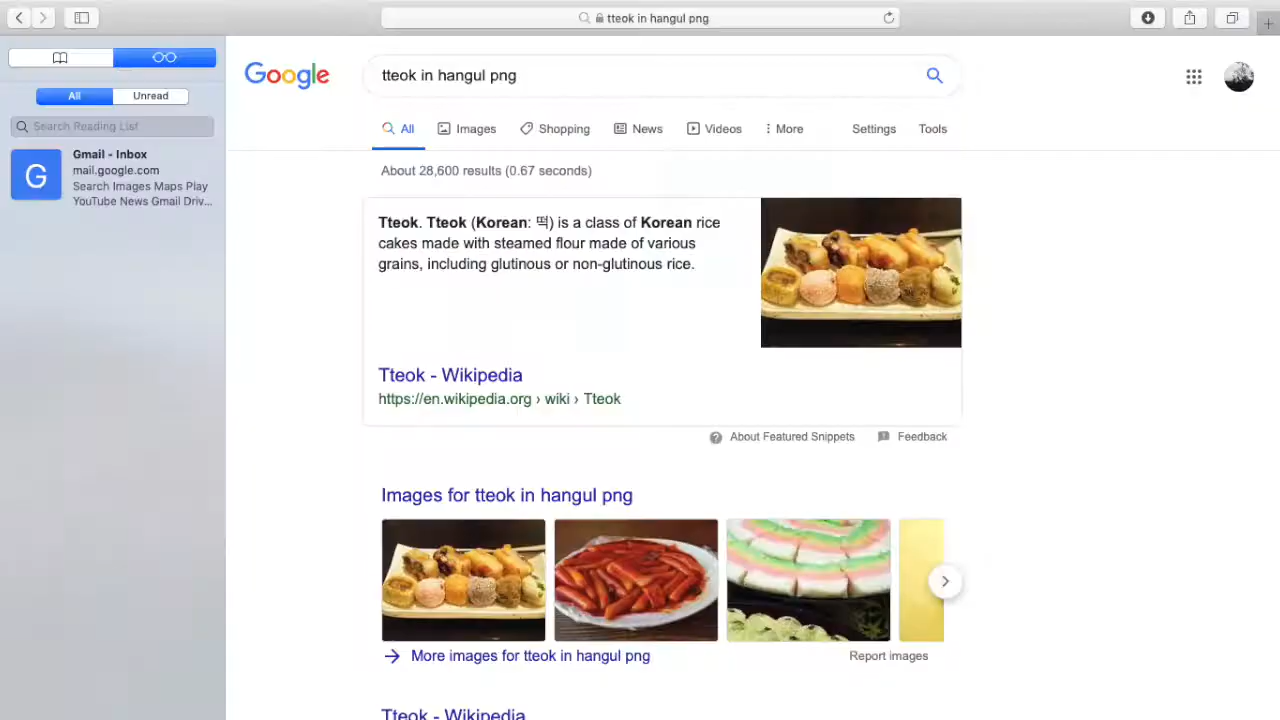 tteok in hangul png
All
Unread
Search Reading List
Gmail - Inbox
mail.google.com
Search Images Maps Play
YouTube News Gmail Driv...
G
Google
tteok in hangul png
All
Images
Shopping
News
Videos
More
Settings
Tools
About 28,600 results (0.67 seconds)
Tteok. Tteok (Korean: 떡) is a class of Korean rice
cakes made with steamed flour made of various
grains, including glutinous or non-glutinous rice.
Tteok - Wikipedia
https://en.wikipedia.org › wiki › Tteok
About Featured Snippets
Feedback
Images for tteok in hangul png
More images for tteok in hangul png
Report images
Tteok - Wikipedia